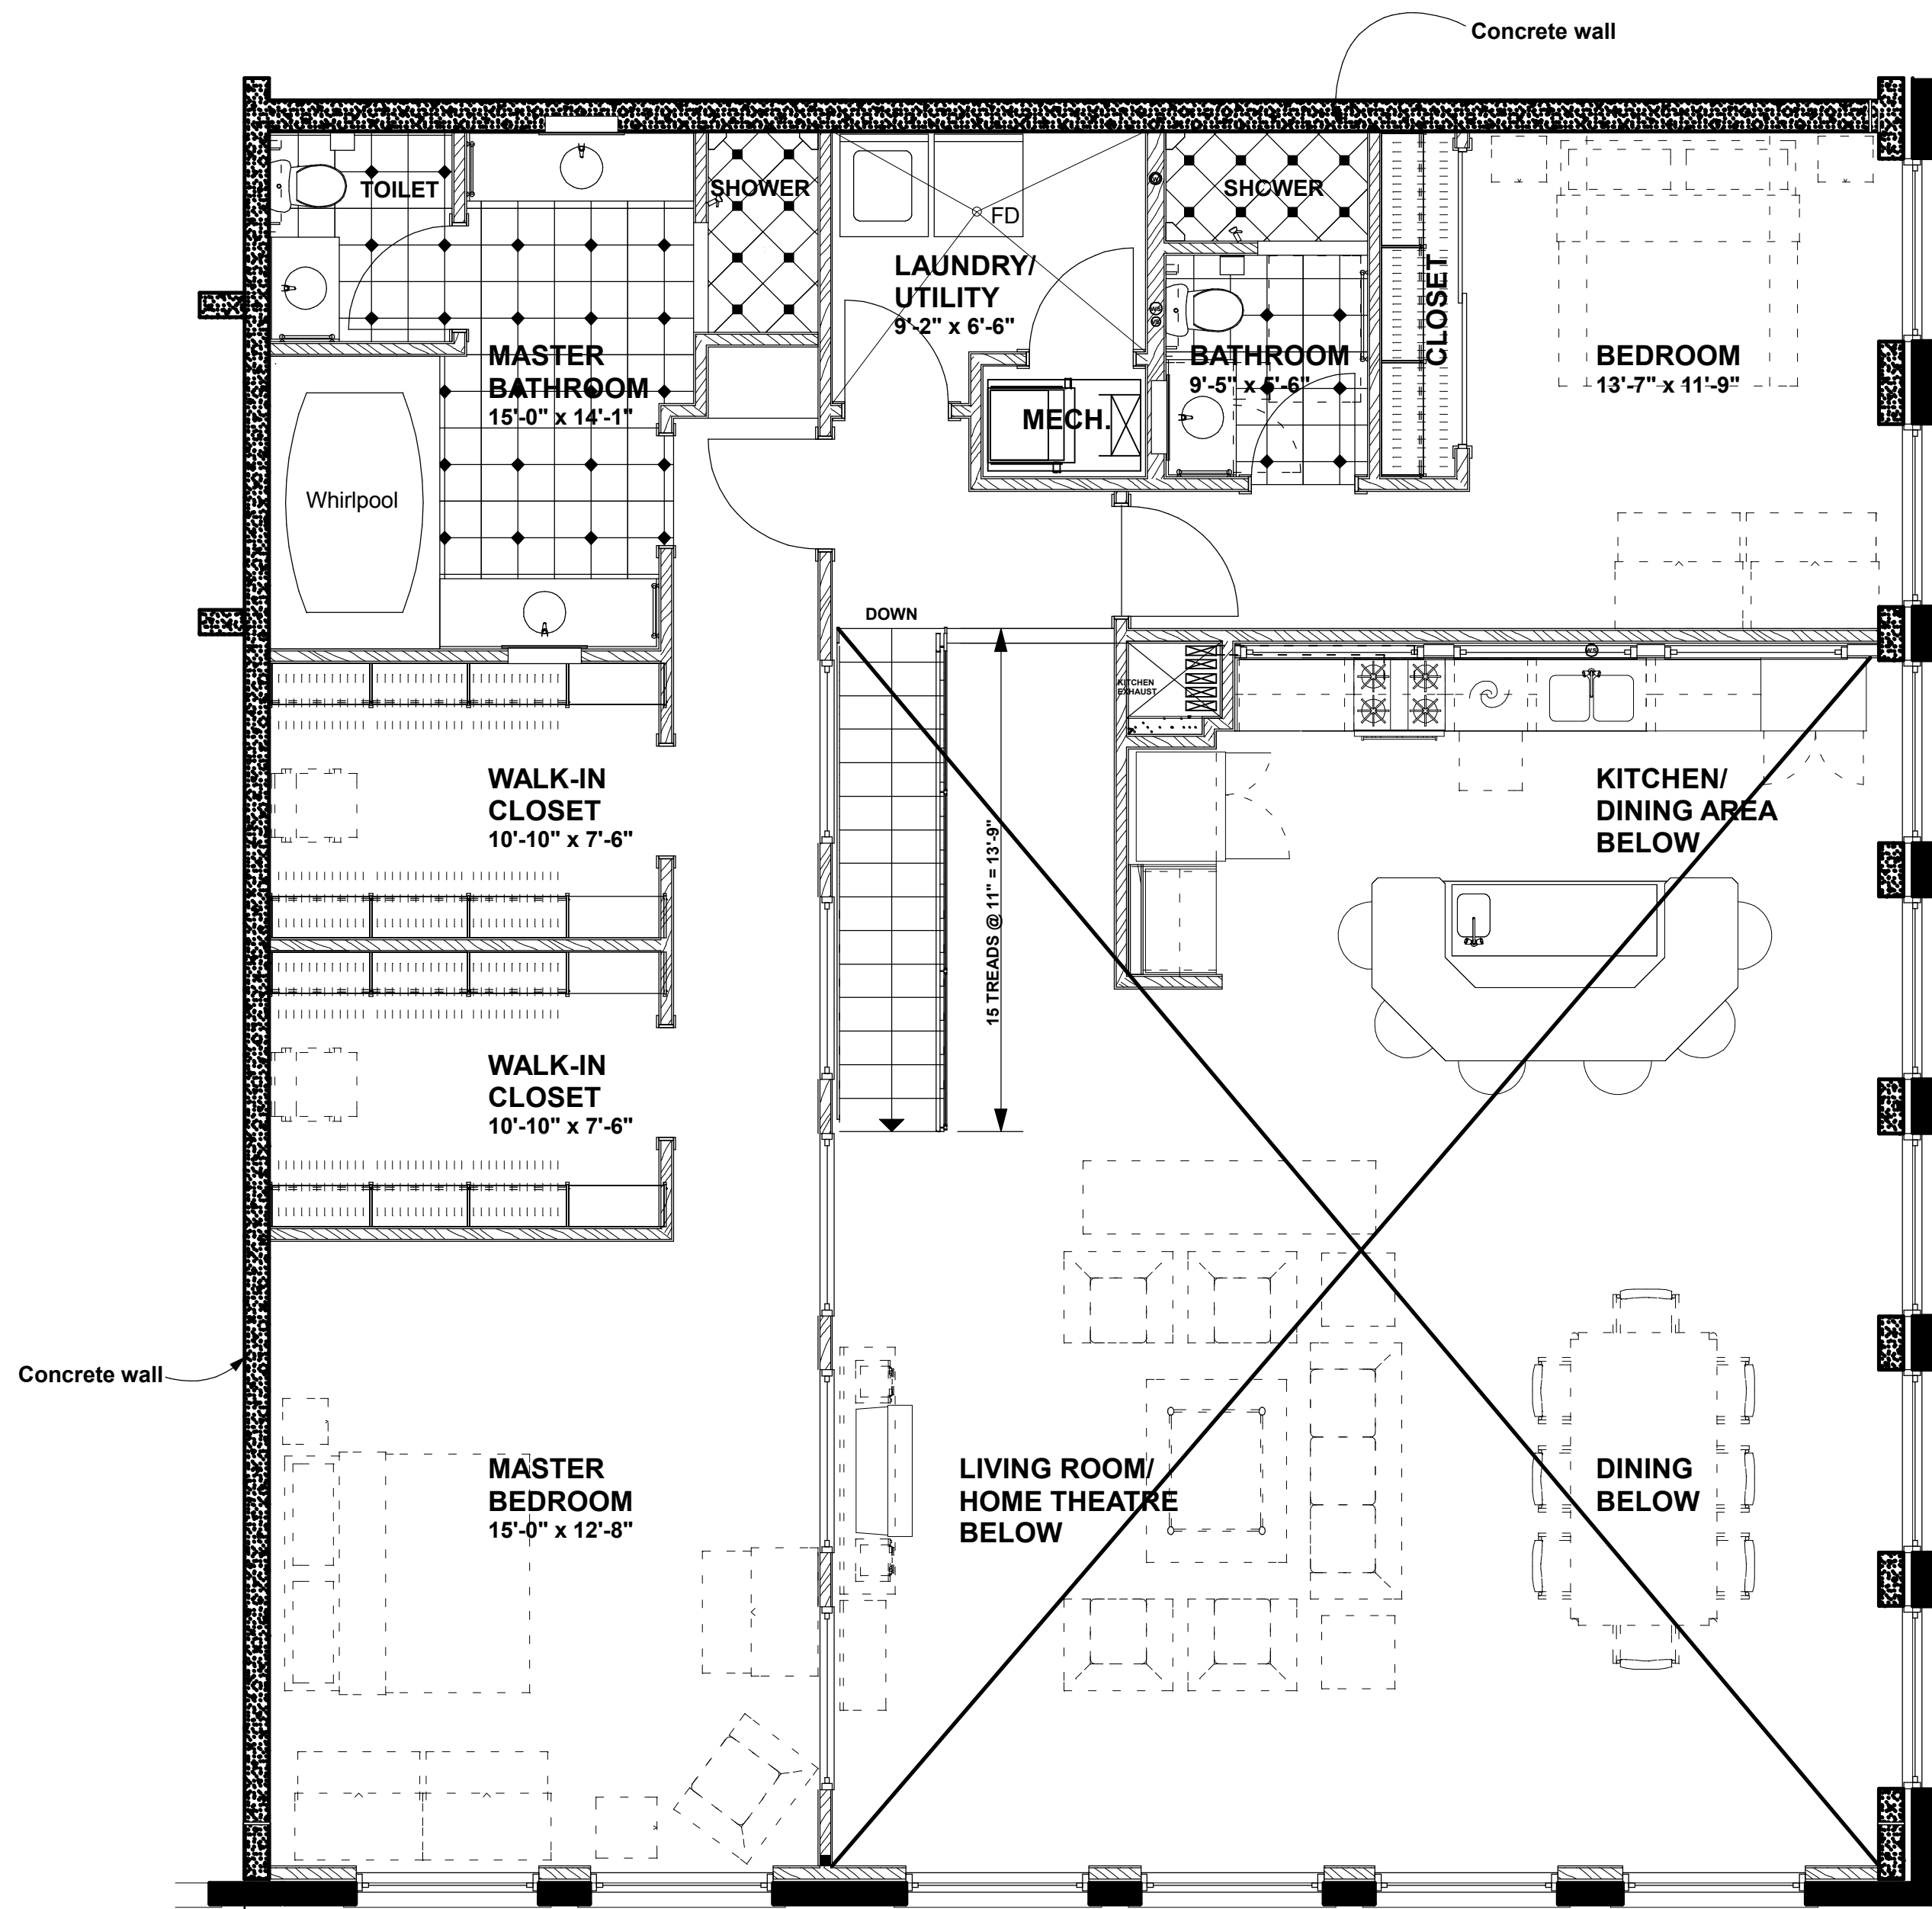 Concrete wall
TOILET
SHOWER
SHOWER
FD
LAUNDRY/
UTILITY
9'-2" x 6'-6"
CLOSET
MASTER
BATHROOM
15'-0" x 14'-1"
BATHROOM
9'-5" x 5'-6"
BEDROOM
13'-7" x 11'-9"
MECH.
Whirlpool
DOWN
KITCHEN
EXHAUST
WALK-IN
CLOSET
10'-10" x 7'-6"
KITCHEN/
DINING AREA
BELOW
15 TREADS @ 11" = 13'-9"
WALK-IN
CLOSET
10'-10" x 7'-6"
Concrete wall
MASTER
BEDROOM
15'-0" x 12'-8"
LIVING ROOM/
HOME THEATRE
BELOW
DINING
BELOW